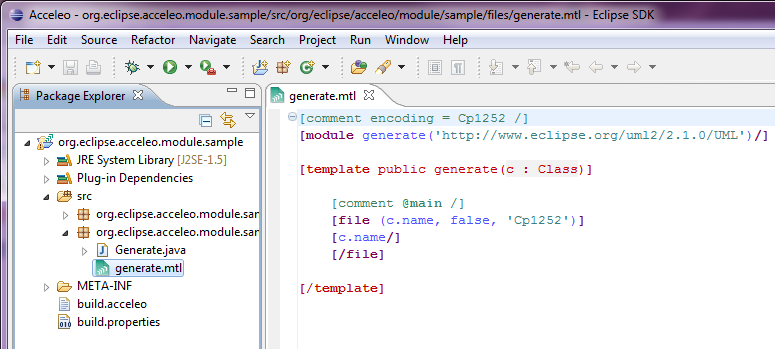 Acceleo - org.eclipse.acceleo.module.sample/src/org/eclipse/acceleo/module/sample/files/generate.mtl - Eclipse SDK
File Edit Source Refactor Navigate Search Project Run Window Help
Package Explorer
generate.mtl
org.eclipse.acceleo.module.sample
JRE System Library [J2SE-1.5]
Plug-in Dependencies
src
org.eclipse.acceleo.module.sar
org.eclipse.acceleo.module.sar
Generate.java
generate.mtl
META-INF
build.acceleo
build.properties
[comment encoding = Cp1252 /]
[module generate('http://www.eclipse.org/uml2/2.1.0/UML')/]
[template public generate(c : Class)]
[comment @main /]
[file (c.name, false, 'Cp1252')]
[c.name/]
[/file]
[/template]